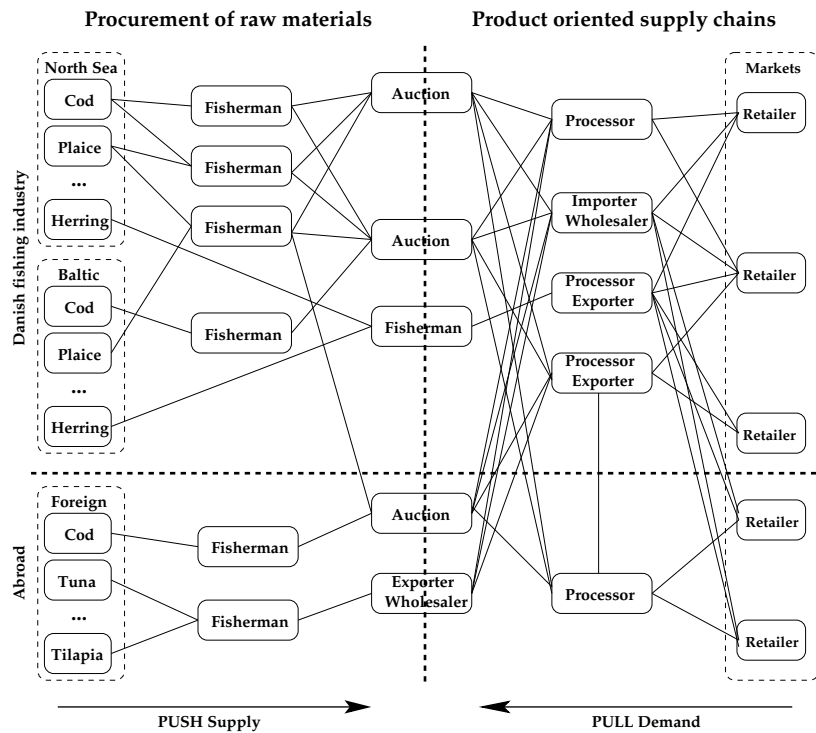 Procurement of raw materials
Product oriented supply chains
Danish fishing industry
North Sea
Cod
Plaice
...
Herring
Baltic
Cod
Plaice
...
Herring
Fisherman
Fisherman
Fisherman
Fisherman
Auction
Auction
Fisherman
Processor
Importer
Wholesaler
Processor
Exporter
Processor
Exporter
Markets
Retailer
Retailer
Retailer
Abroad
Foreign
Cod
Tuna
...
Tilapia
Fisherman
Fisherman
Auction
Exporter
Wholesaler
Processor
Retailer
Retailer
PUSH Supply
PULL Demand